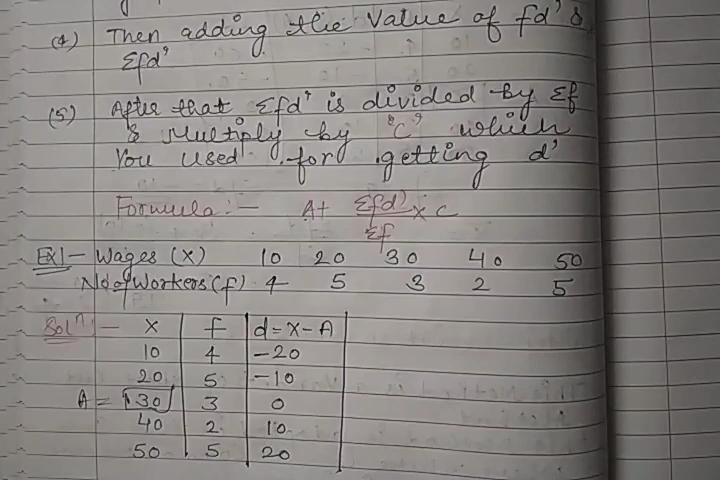 (4) Then adding the Value of fd' &
Σfd'
(5) After that Σfd' is divided by Σf
& Multiply by 'C' which
You used for getting d'
Formula :- A+ Σfd'/Σf × C
EX1 - Wages (X) 10 20 30 40 50
No of Workers (f) 4 5 3 2 5
Solⁿ :- X f d = X - A
10 4 -20
20 5 -10
A = 30 3 0
40 2 10
50 5 20